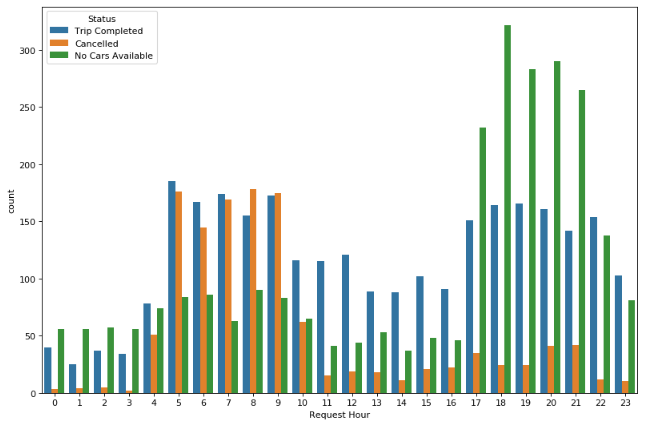 Status
Trip Completed
Cancelled
No Cars Available
300
250
200
150
100
50
0
count
0 1 2 3 4 5 6 7 8 9 10 11 12 13 14 15 16 17 18 19 20 21 22 23
Request Hour